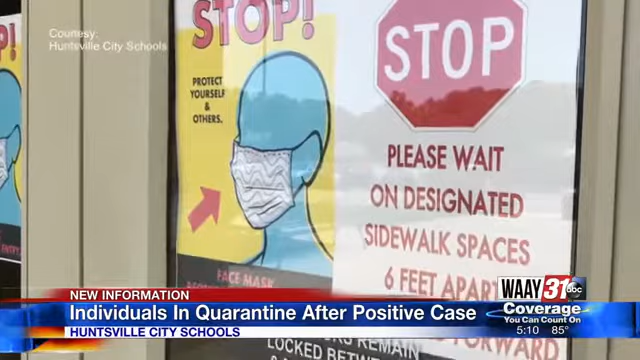 Courtesy:
Huntsville City Schools
STOP!
PROTECT
YOURSELF
&
OTHERS.
FACE MASK
STOP
PLEASE WAIT
ON DESIGNATED
SIDEWALK SPACES
6 FEET APART
FORWARD
REMAIN
LOCKED
NEW INFORMATION
Individuals In Quarantine After Positive Case
HUNTSVILLE CITY SCHOOLS
WAAY 31 abc
Coverage
You Can Count On
5:10 85°